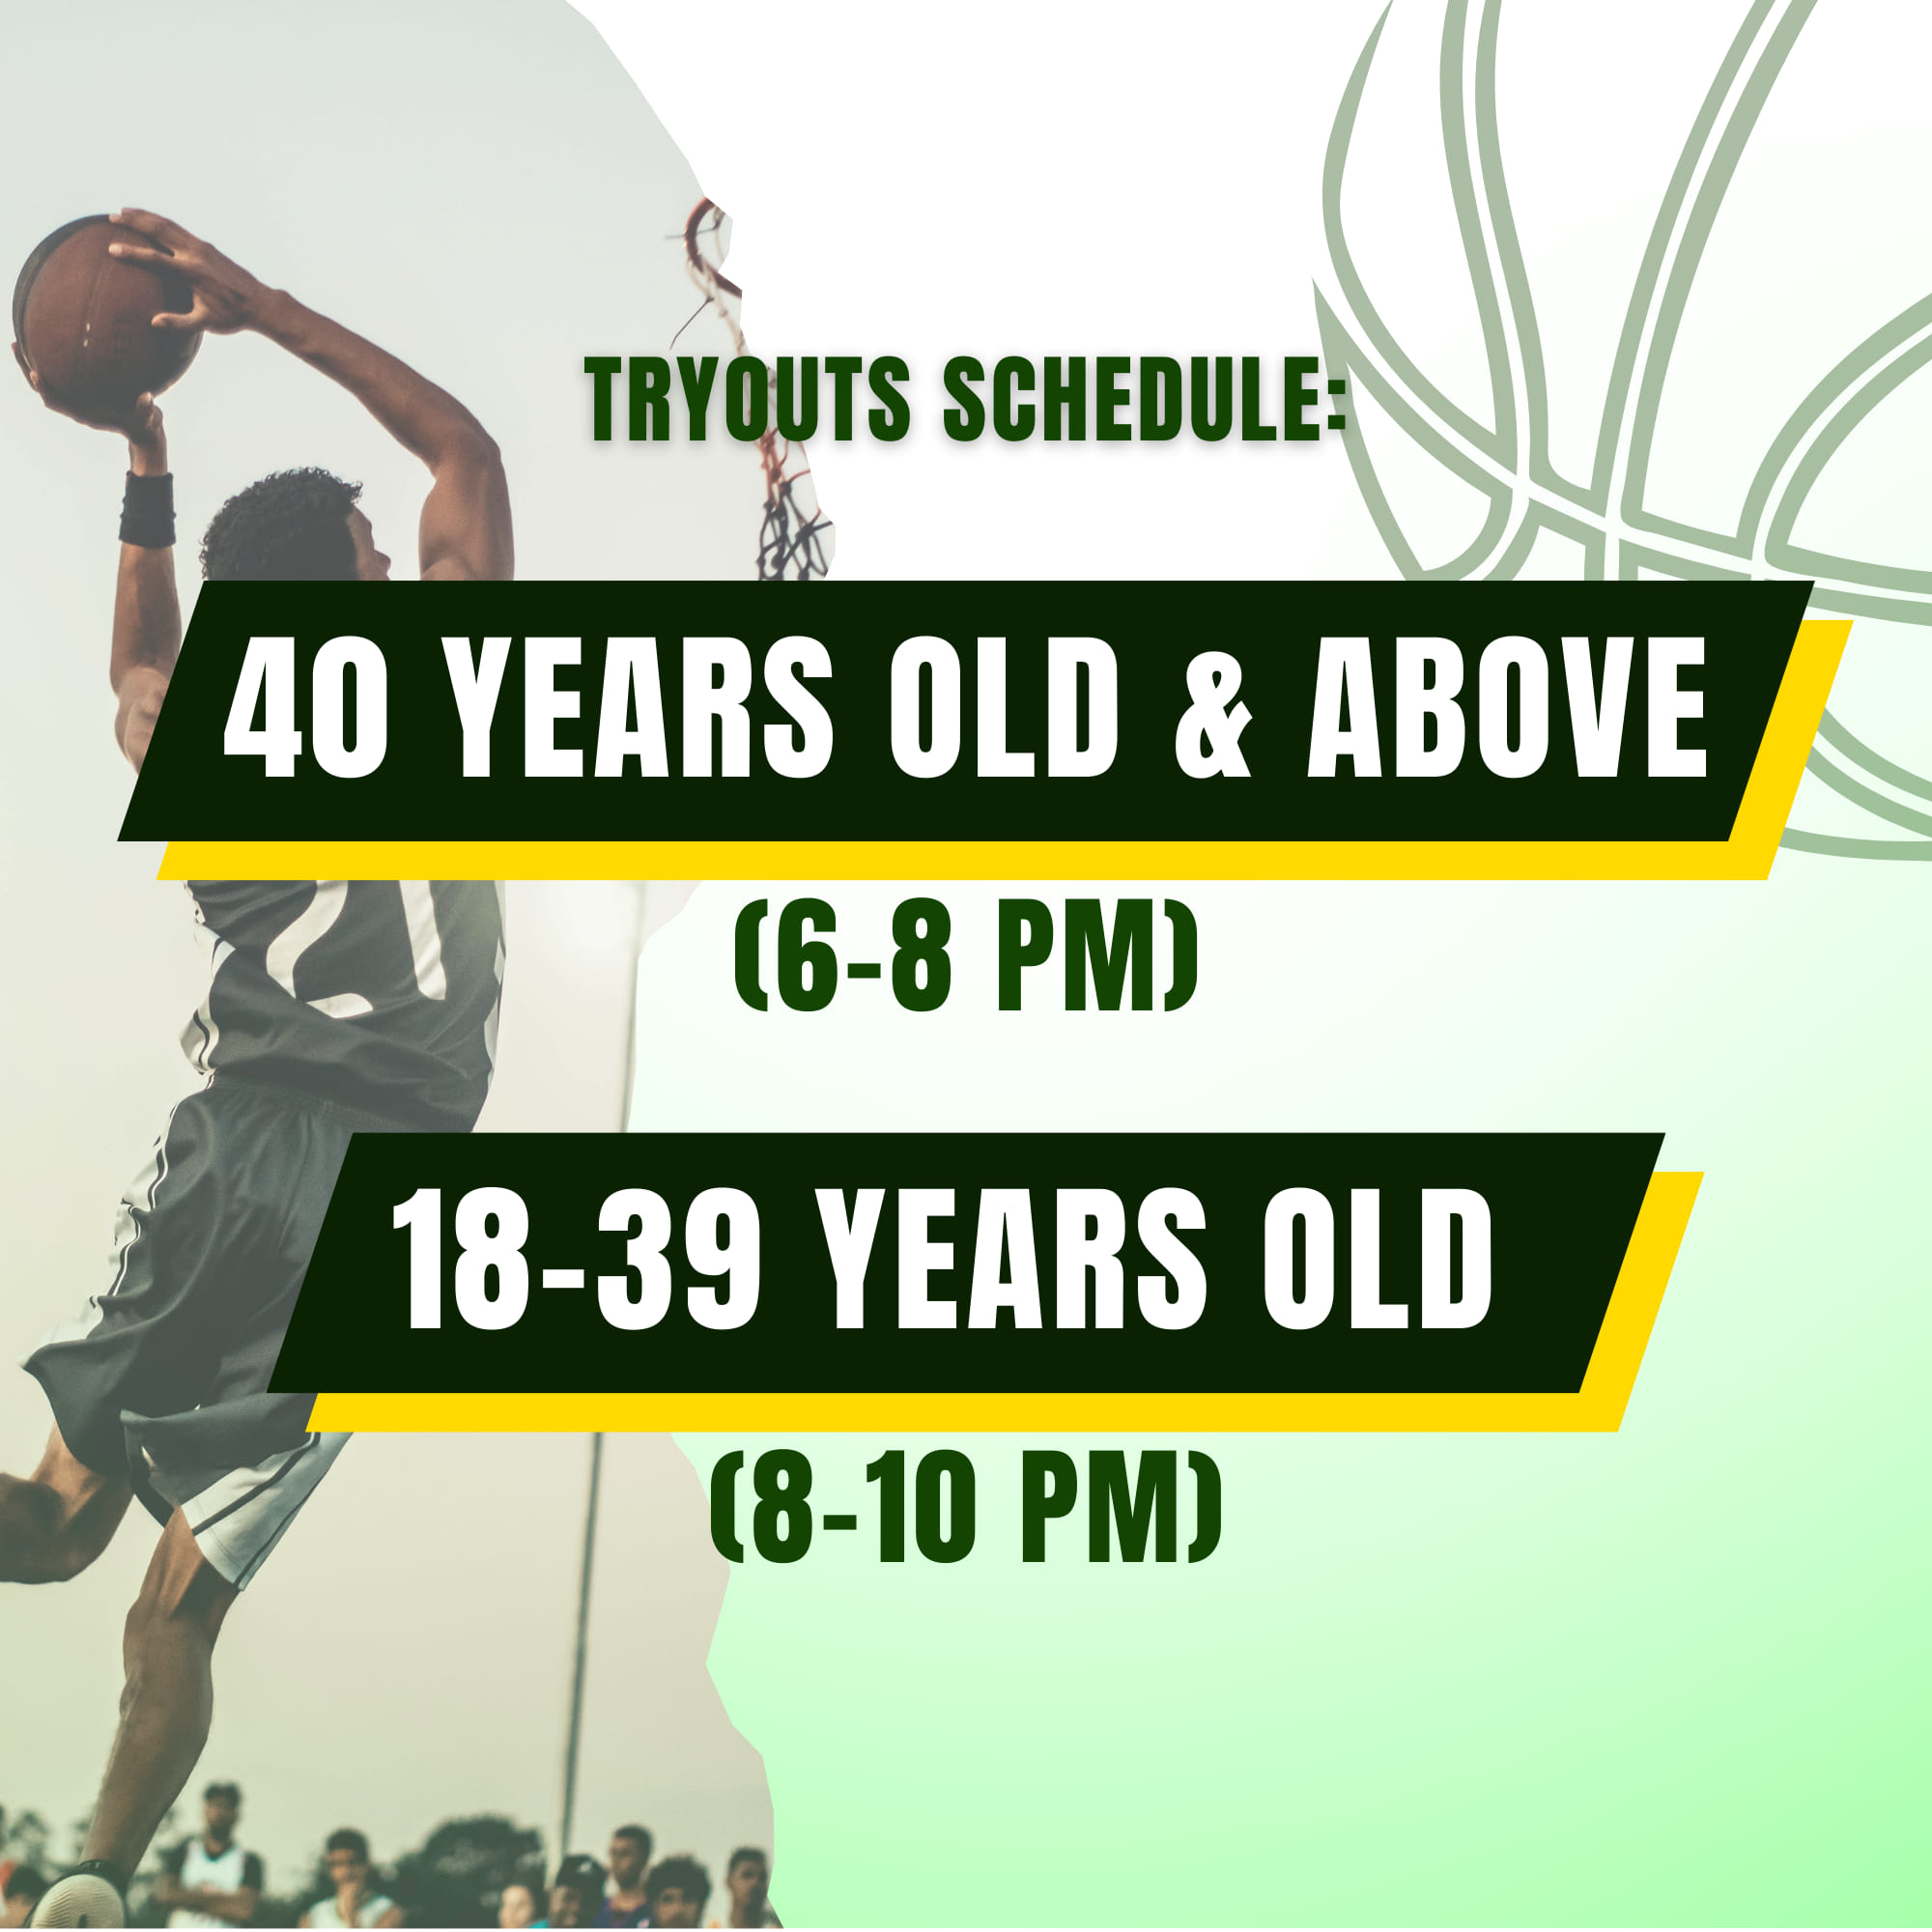 TRYOUTS SCHEDULE:
40 YEARS OLD & ABOVE
(6-8 PM)
18-39 YEARS OLD
(8-10 PM)